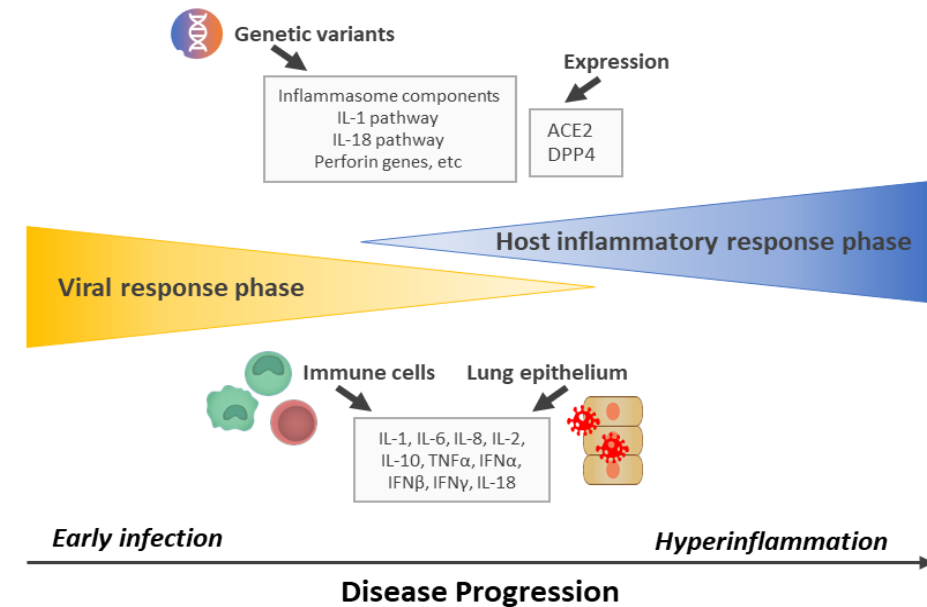 Genetic variants
Expression
Inflammasome components
IL-1 pathway
IL-18 pathway
Perforin genes, etc
ACE2
DPP4
Host inflammatory response phase
Viral response phase
Immune cells
Lung epithelium
IL-1, IL-6, IL-8, IL-2,
IL-10, TNFα, IFNα,
IFNβ, IFNγ, IL-18
Early infection
Hyperinflammation
Disease Progression